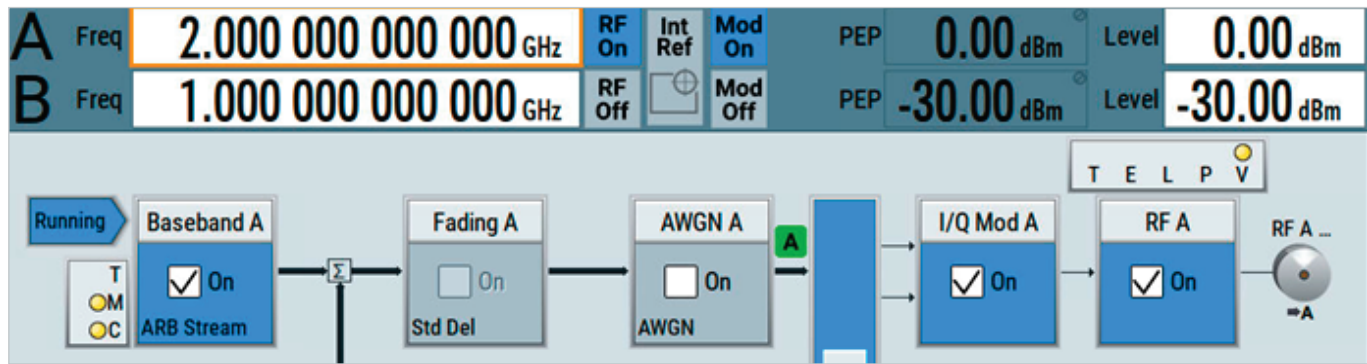 A Freq 2.000 000 000 000 GHz RF On Int Ref Mod On PEP 0.00 dBm Level 0.00 dBm
B Freq 1.000 000 000 000 GHz RF Off Mod Off PEP -30.00 dBm Level -30.00 dBm
T E L P V
Running Baseband A Fading A AWGN A I/Q Mod A RF A RF A ...
A
T
M
C
On On On On On
ARB Stream Std Del AWGN
Σ
➡A